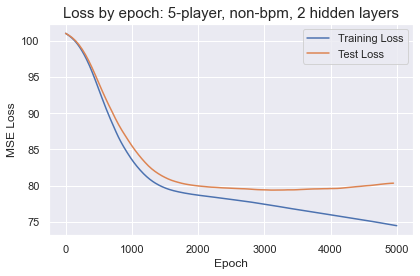 Loss by epoch: 5-player, non-bpm, 2 hidden layers
Training Loss
Test Loss
MSE Loss
100
95
90
85
80
75
0
1000
2000
3000
4000
5000
Epoch